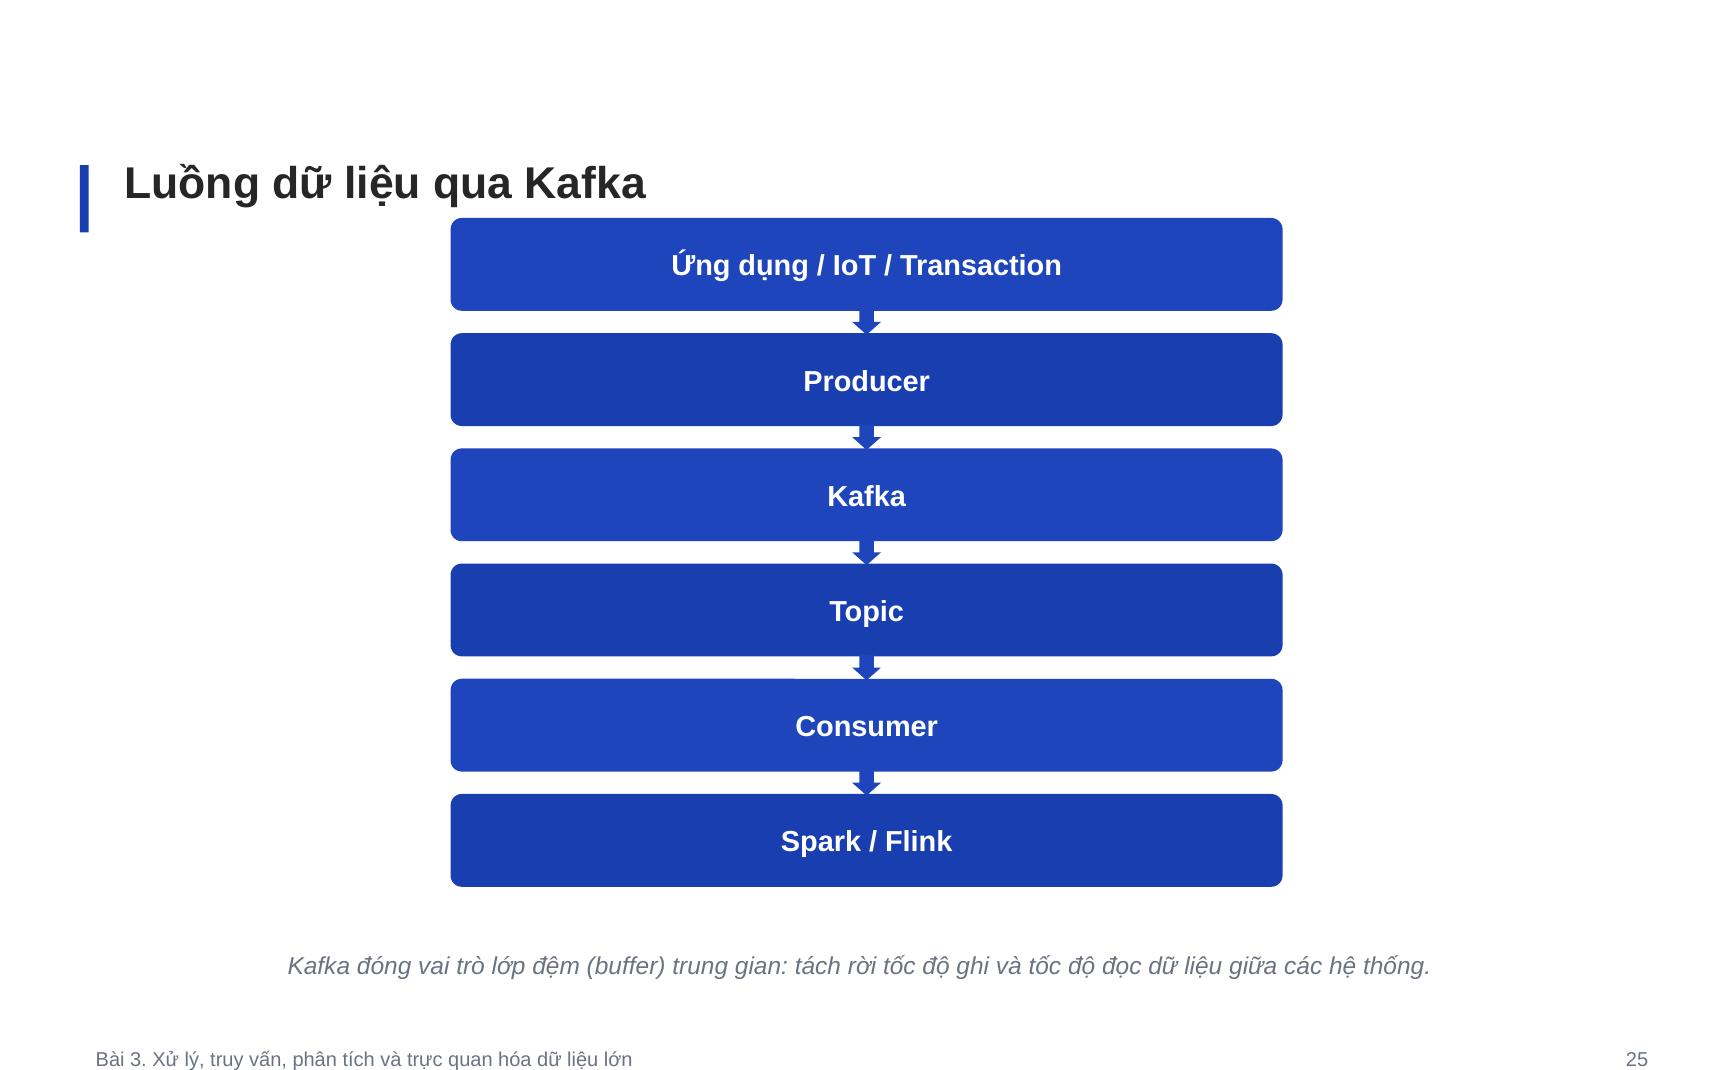 Luồng dữ liệu qua Kafka
Ứng dụng / IoT / Transaction
Producer
Kafka
Topic
Consumer
Spark / Flink
Kafka đóng vai trò lớp đệm (buffer) trung gian: tách rời tốc độ ghi và tốc độ đọc dữ liệu giữa các hệ thống.
Bài 3. Xử lý, truy vấn, phân tích và trực quan hóa dữ liệu lớn
25